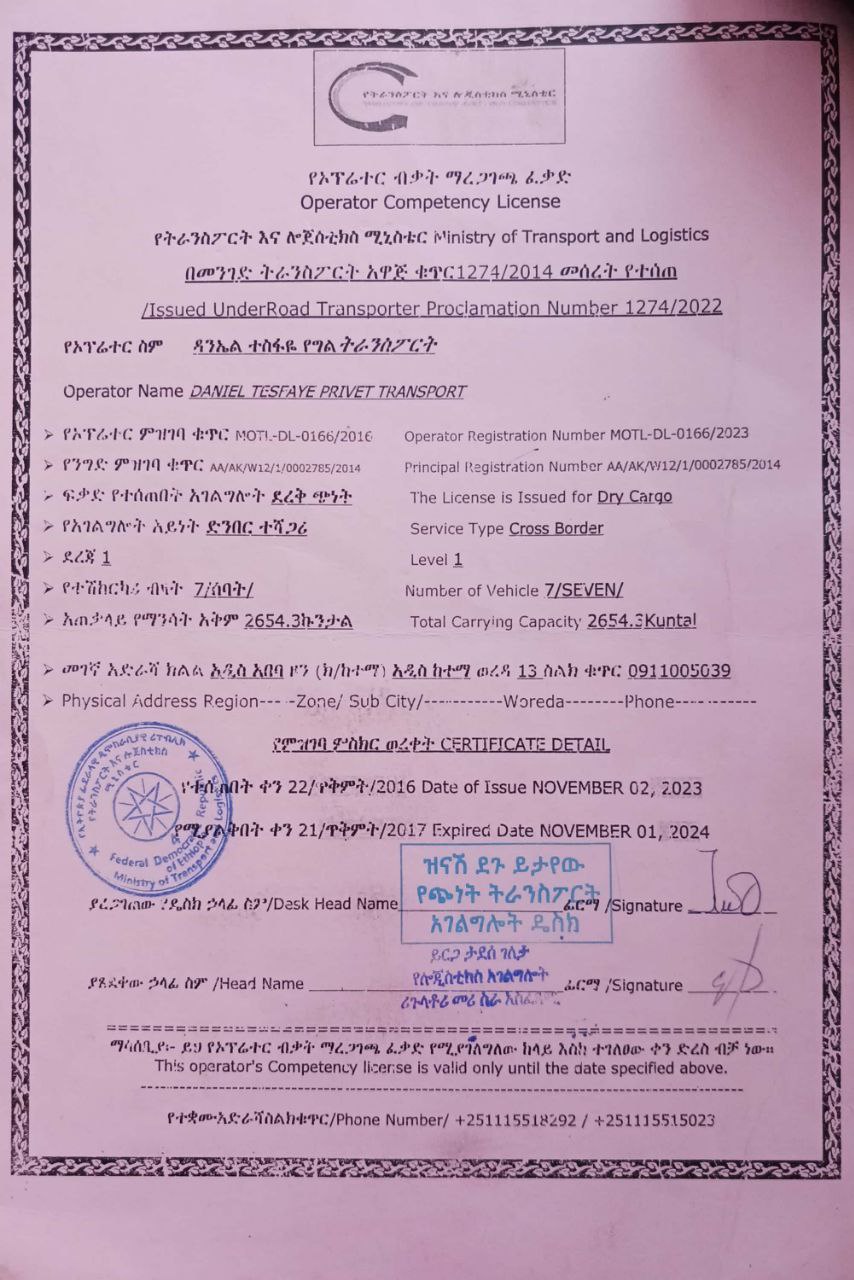 የትራንስፖርት እና ሎጂስቲክስ ሚኒስቴር
የኦፕሬተር ብቃት ማረጋገጫ ፈቃድ
Operator Competency License
የትራንስፖርት እና ሎጀስቲክስ ሚኒስቴር Ministry of Transport and Logistics
በመንገድ ትራንስፖርት አዋጅ ቁጥር1274/2014 መሰረት የተሰጠ
/Issued UnderRoad Transporter Proclamation Number 1274/2022
የኦፕሬተር ስም ዳንኤል ተስፋዬ የግል ትራንስፖርት
Operator Name DANIEL TESFAYE PRIVET TRANSPORT
➢ የኦፕሬተር ምዝገባ ቁጥር MOTL-DL-0166/2016 Operator Registration Number MOTL-DL-0166/2023
➢ የንግድ ምዝገባ ቁጥር AA/AK/W12/1/0002785/2014 Principal Registration Number AA/AK/W12/1/0002785/2014
➢ ፍቃድ የተሰጠበት አገልግሎት ደረቅ ጭነት The License is Issued for Dry Cargo
➢ የአገልግሎት አይነት ድንበር ተሻጋሪ Service Type Cross Border
➢ ደረጃ 1 Level 1
➢ የተሽከርካሪ ብዛት 7/ሰባት/ Number of Vehicle 7/SEVEN/
➢ አጠቃላይ የማንሳት አቅም 2654.3ኩንታል Total Carrying Capacity 2654.3Kuntal
➢ መገኛ አድራሻ ክልል አዲስ አበባ ዞን (ክ/ከተማ) አዲስ ከተማ ወረዳ 13 ስልክ ቁጥር 0911005039
➢ Physical Address Region--- -Zone/ Sub City/-----------Woreda--------Phone---- ---------
የምዝገባ ምስክር ወረቀት CERTIFICATE DETAIL
የተሰጠበት ቀን 22/ጥቅምት/2016 Date of Issue NOVEMBER 02, 2023
የሚያልቅበት ቀን 21/ጥቅምት/2017 Expired Date NOVEMBER 01, 2024
የትራንስፖርት እና ሎጂስቲክስ
ሚኒስቴር
Federal Democratic Republic
of Ethiopia
Ministry of Transport and Logistics
ዝናሽ ደጉ ይታየው
የጭነት ትራንስፖርት
አገልግሎት ዴስክ
ያረጋገጠው የዴስክ ኃላፊ ስም/Desk Head Name ፊርማ /Signature
ይርጋ ታደሰ ገለታ
የሎጂስቲክስ አገልግሎት
ያጸደቀው ኃላፊ ስም /Head Name ፊርማ /Signature
ሪጉላቶሪ መሪ ስራ አስፈጻሚ
ማሳሰቢያ፡- ይህ የኦፕሬተር ብቃት ማረጋገጫ ፈቃድ የሚያገለግለው ከላይ እስከ ተገለፀው ቀን ድረስ ብቻ ነው።
This operator's Competency license is valid only until the date specified above.
የተቋሙአድራሻስልክቁጥር/Phone Number/ +251115518292 / +251115515023